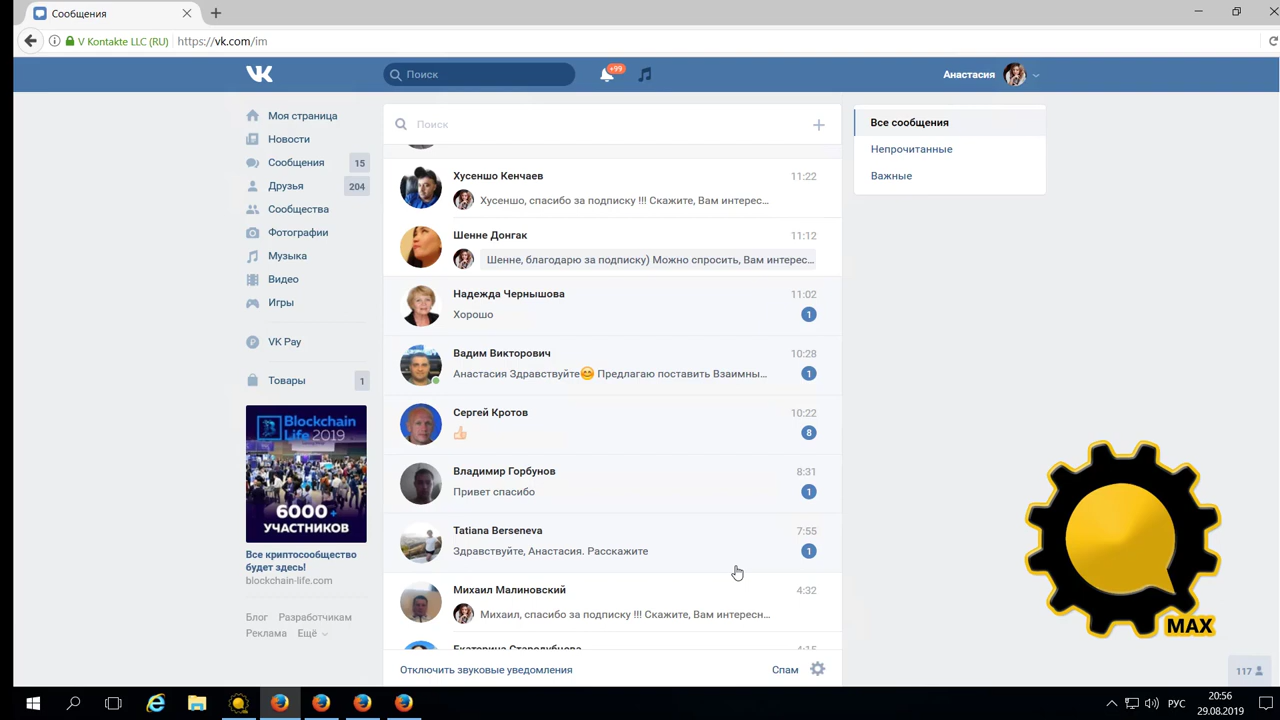 Сообщения
V Kontakte LLC (RU) https://vk.com/im
Поиск
+99
Анастасия
Моя страница
Новости
Сообщения 15
Друзья 204
Сообщества
Фотографии
Музыка
Видео
Игры
VK Pay
Товары 1
Blockchain
Life 2019
6000+
УЧАСТНИКОВ
Все криптосообщество
будет здесь!
blockchain-life.com
Блог Разработчикам
Реклама Ещё
Поиск
Хусеншо Кенчаев 11:22
Хусеншо, спасибо за подписку !!! Скажите, Вам интерес...
Шенне Донгак 11:12
Шенне, благодарю за подписку) Можно спросить, Вам интерес...
Надежда Чернышова 11:02
Хорошо 1
Вадим Викторович 10:28
Анастасия Здравствуйте😊 Предлагаю поставить Взаимны... 1
Сергей Кротов 10:22
👍 8
Владимир Горбунов 8:31
Привет спасибо 1
Tatiana Berseneva 7:55
Здравствуйте, Анастасия. Расскажите 1
Михаил Малиновский 4:32
Михаил, спасибо за подписку !!! Скажите, Вам интересн...
Екатерина Стародубцева 4:15
Отключить звуковые уведомления Спам
Все сообщения
Непрочитанные
Важные
MAX
117
РУС
20:56
29.08.2019